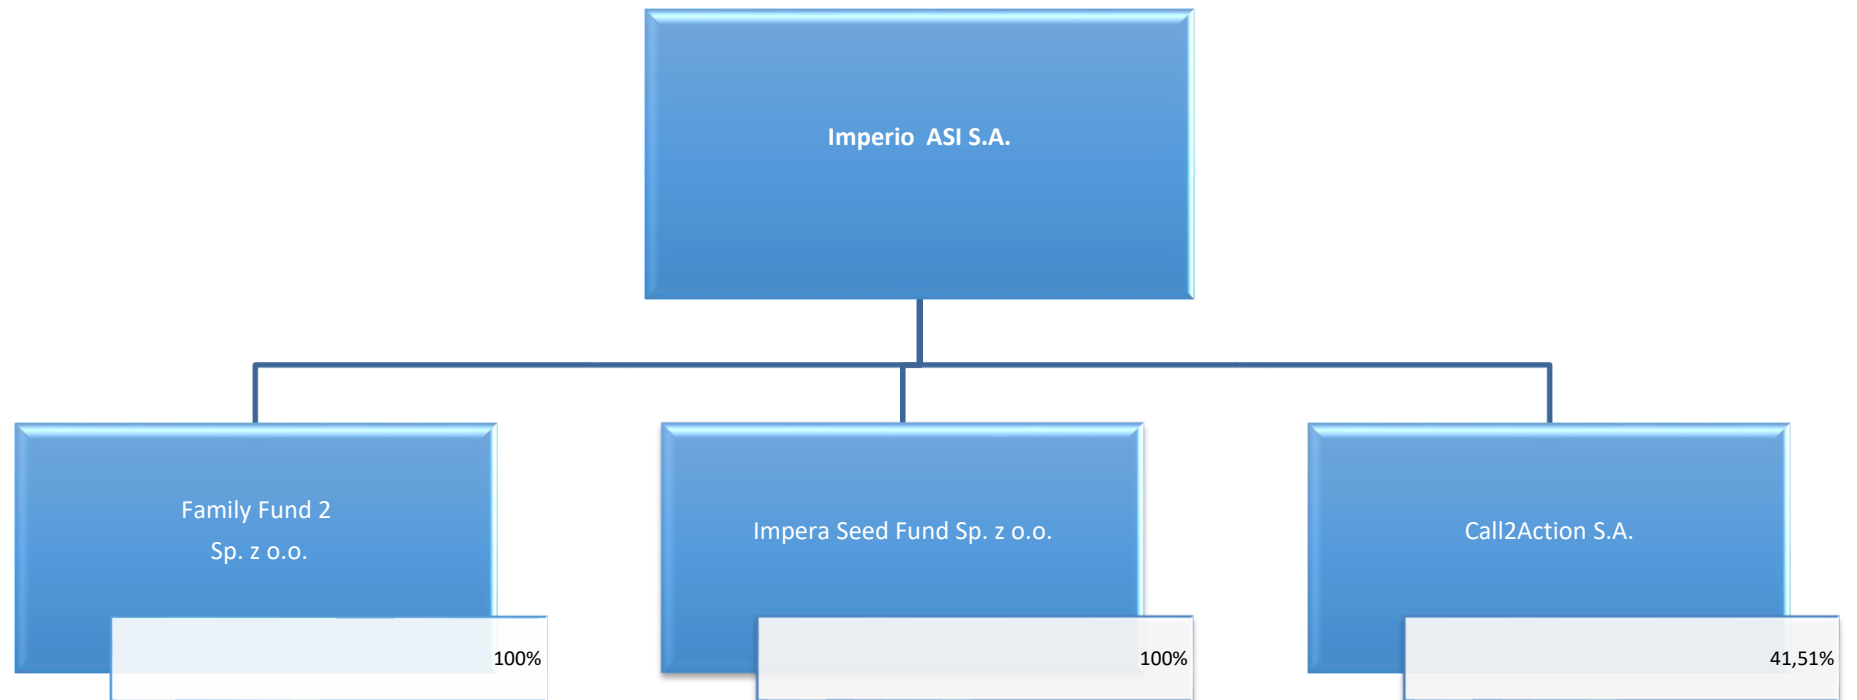 Imperio  ASI S.A.
Family Fund 2
Sp. z o.o.
100%
Impera Seed Fund Sp. z o.o.
100%
Call2Action S.A.
41,51%